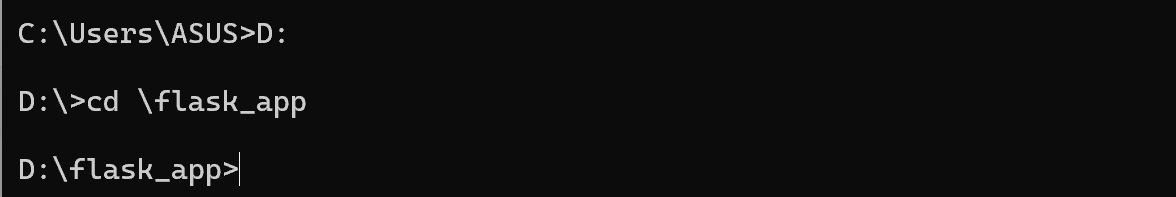 C:\Users\ASUS>D:
D:\>cd \flask_app
D:\flask_app>